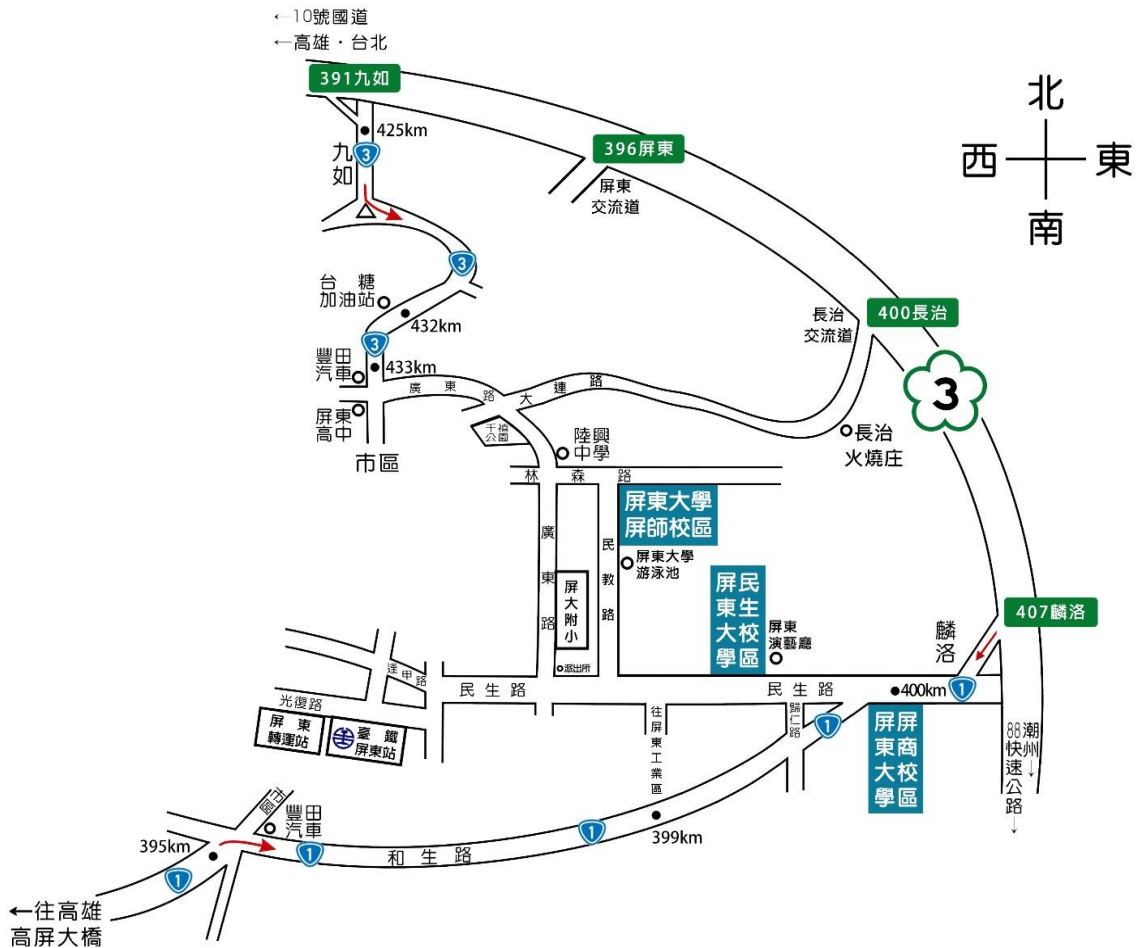 ←10號國道
←高雄．台北
391九如
425km
九如
3
396屏東
屏東
交流道
北
西
東
南
3
台糖
加油站
432km
3
433km
豐田
汽車
屏東
高中
市區
廣東路
大連路
千禧
公園
長治
交流道
400長治
3
長治
火燒庄
陸興
中學
林森路
屏東大學
屏師校區
屏東大學
游泳池
廣東路
屏大附小
民教路
派出所
屏東大學
民生校區
屏東
演藝廳
407麟洛
麟洛
1
400km
逢甲路
民生路
民生路
光復路
屏東
轉運站
臺鐵
屏東站
往屏東工業區
歸仁路
1
屏東大學
屏商校區
潮州↓
88快速公路↓
市區
豐田
汽車
395km
1
1
和生路
1
399km
←往高雄
高屏大橋